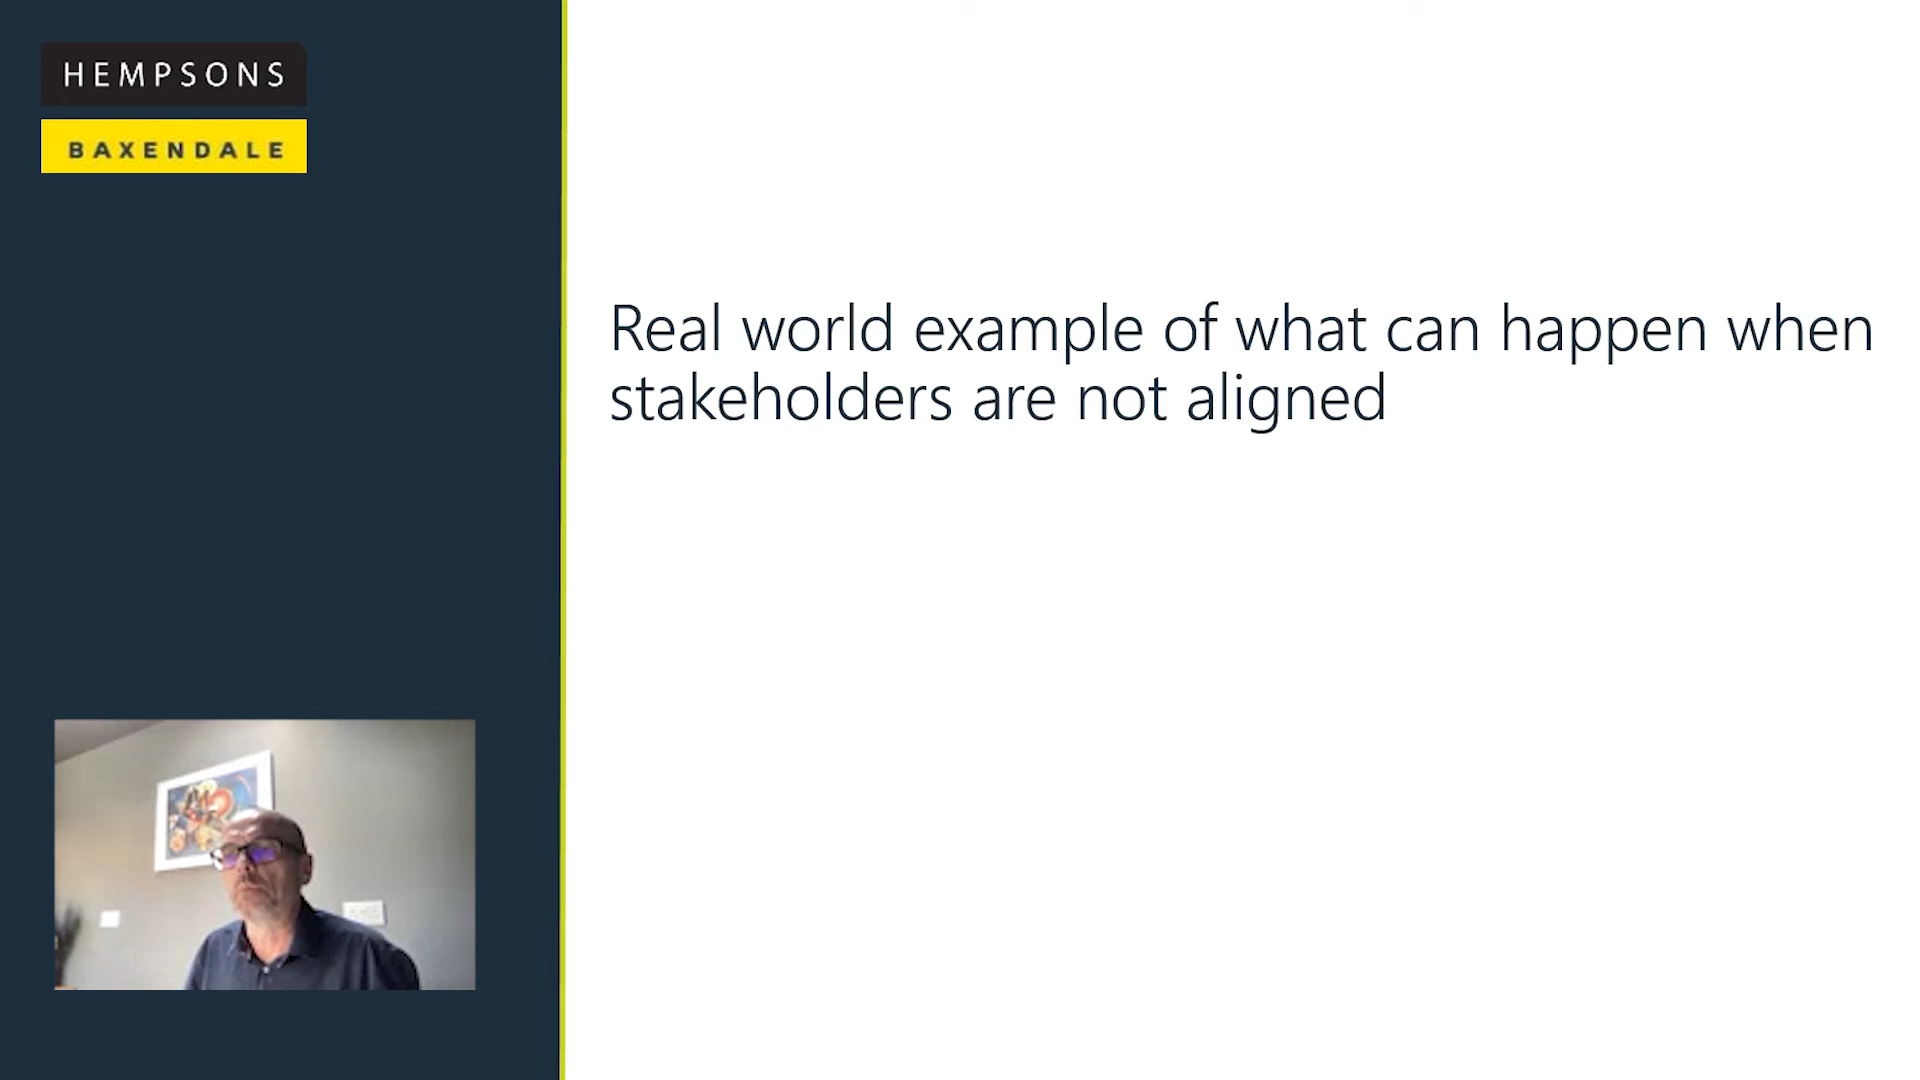 HEMPSONS
BAXENDALE
Real world example of what can happen when
stakeholders are not aligned